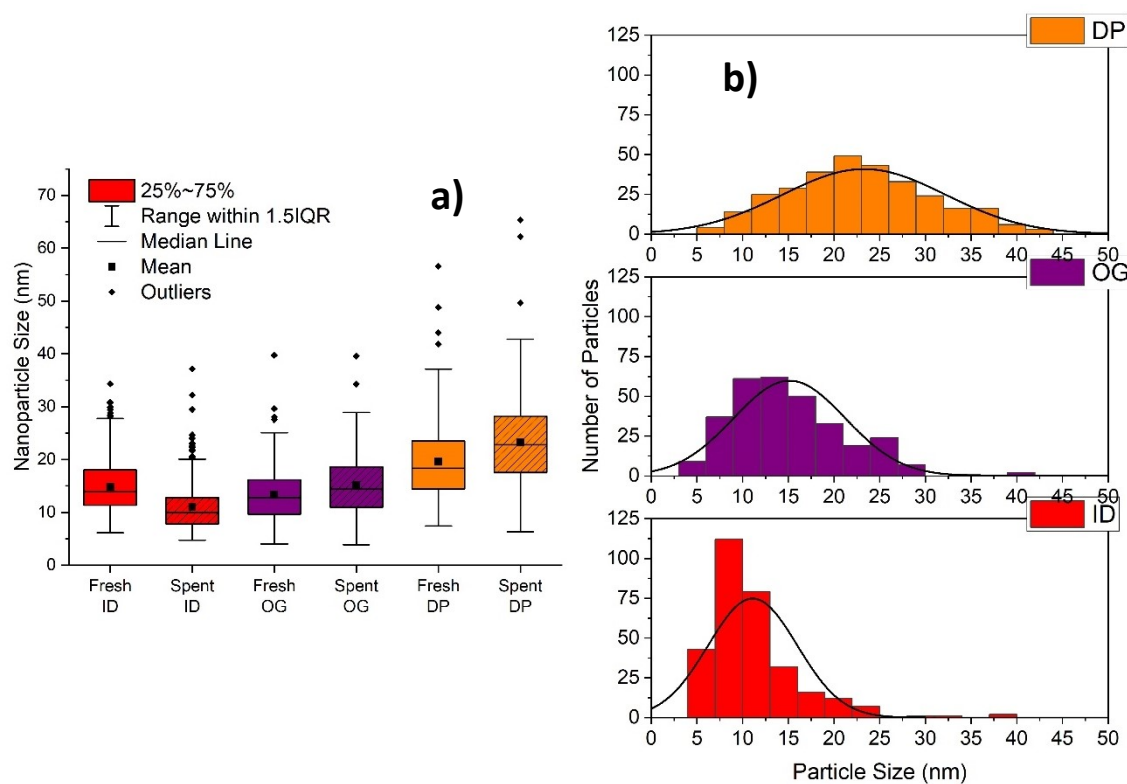 a)
25%~75%
Range within 1.5IQR
Median Line
Mean
Outliers
Nanoparticle Size (nm)
70
60
50
40
30
20
10
0
Fresh ID
Spent ID
Fresh OG
Spent OG
Fresh DP
Spent DP
b)
Number of Particles
DP
125
100
75
50
25
0
0 5 10 15 20 25 30 35 40 45 50
OG
125
100
75
50
25
0
0 5 10 15 20 25 30 35 40 45 50
ID
125
100
75
50
25
0
0 5 10 15 20 25 30 35 40 45 50
Particle Size (nm)